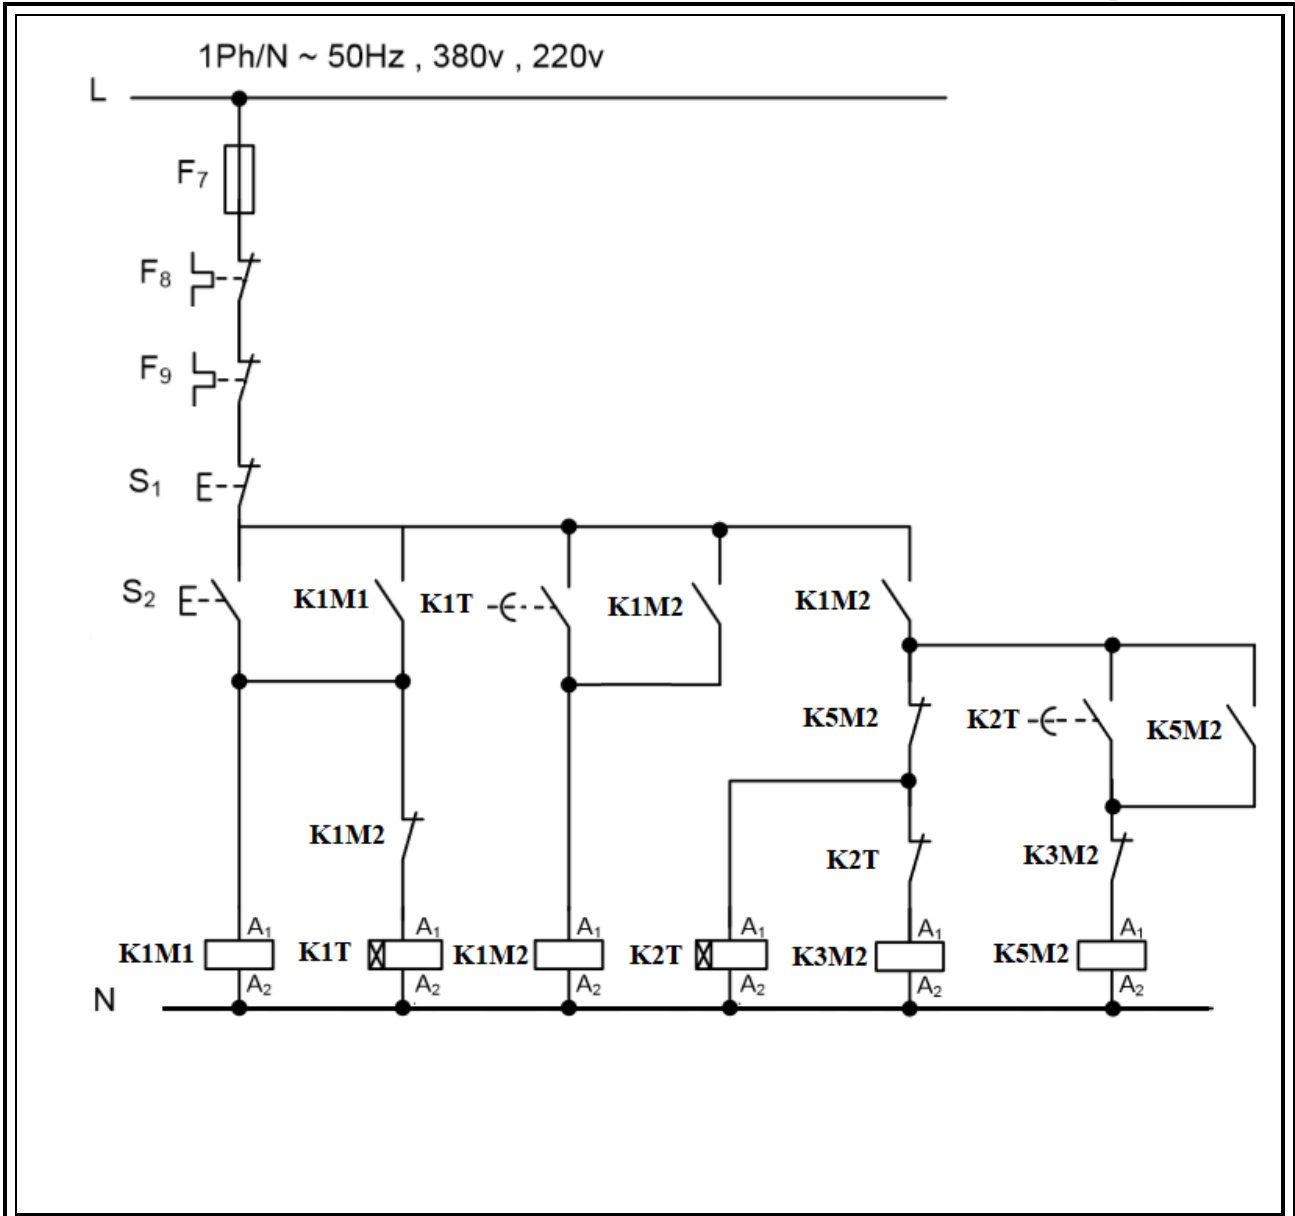 1Ph/N ~ 50Hz , 380v , 220v
L
F7
F8
F9
S1
S2
K1M1
K1T
K1M2
K1M2
K5M2
K2T
K5M2
K1M2
K2T
K3M2
A1 A1 A1 A1 A1 A1
K1M1 K1T K1M2 K2T K3M2 K5M2
A2 A2 A2 A2 A2 A2
N